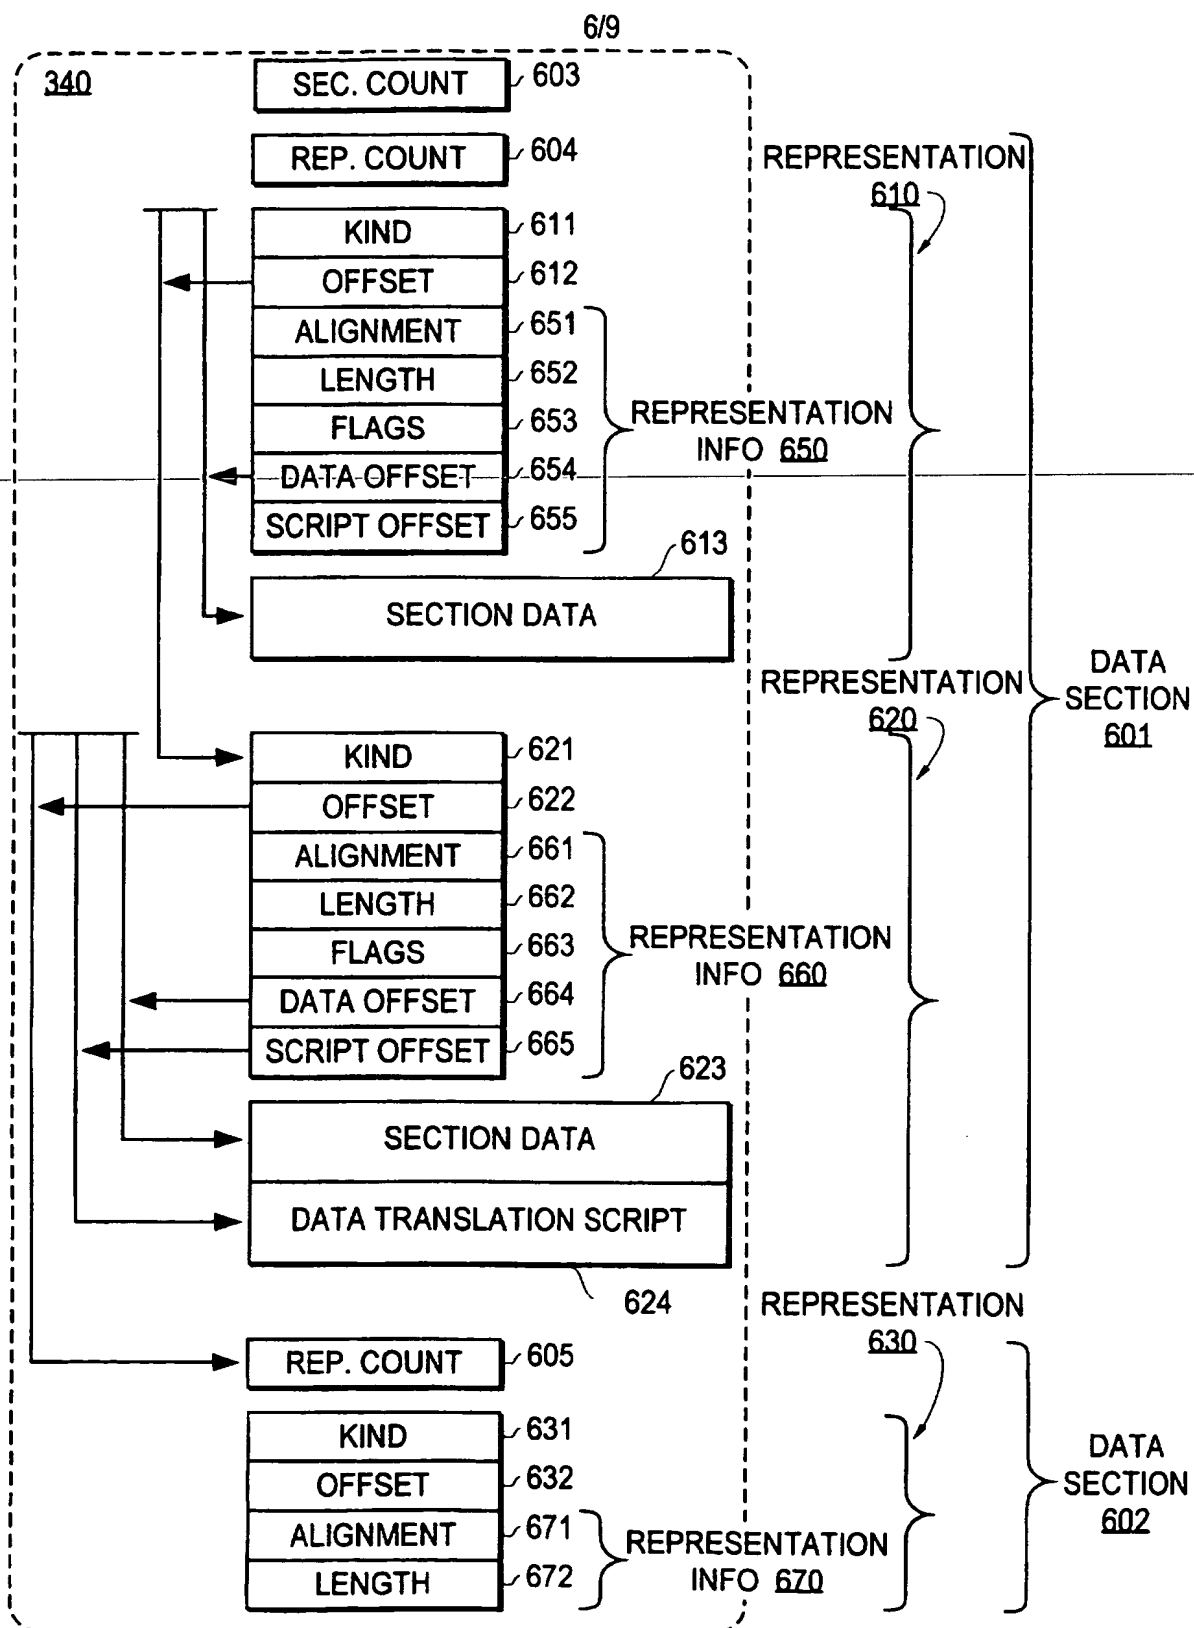 6/9
340
SEC. COUNT 603
REP. COUNT 604
REPRESENTATION
610
KIND 611
OFFSET 612
ALIGNMENT 651
LENGTH 652
FLAGS 653
DATA OFFSET 654
SCRIPT OFFSET 655
REPRESENTATION
INFO 650
613
SECTION DATA
REPRESENTATION
620
DATA
SECTION
601
KIND 621
OFFSET 622
ALIGNMENT 661
LENGTH 662
FLAGS 663
DATA OFFSET 664
SCRIPT OFFSET 665
REPRESENTATION
INFO 660
623
SECTION DATA
DATA TRANSLATION SCRIPT
624
REPRESENTATION
630
REP. COUNT 605
KIND 631
OFFSET 632
ALIGNMENT 671
LENGTH 672
REPRESENTATION
INFO 670
DATA
SECTION
602